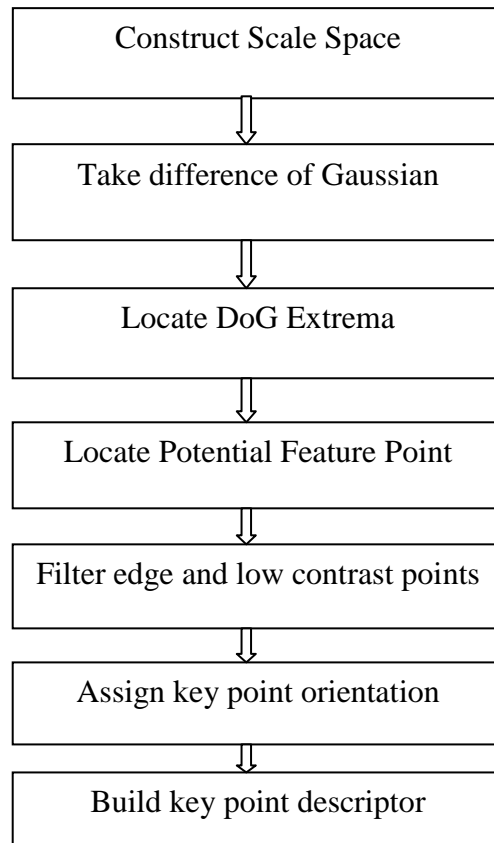 Construct Scale Space
Take difference of Gaussian
Locate DoG Extrema
Locate Potential Feature Point
Filter edge and low contrast points
Assign key point orientation
Build key point descriptor